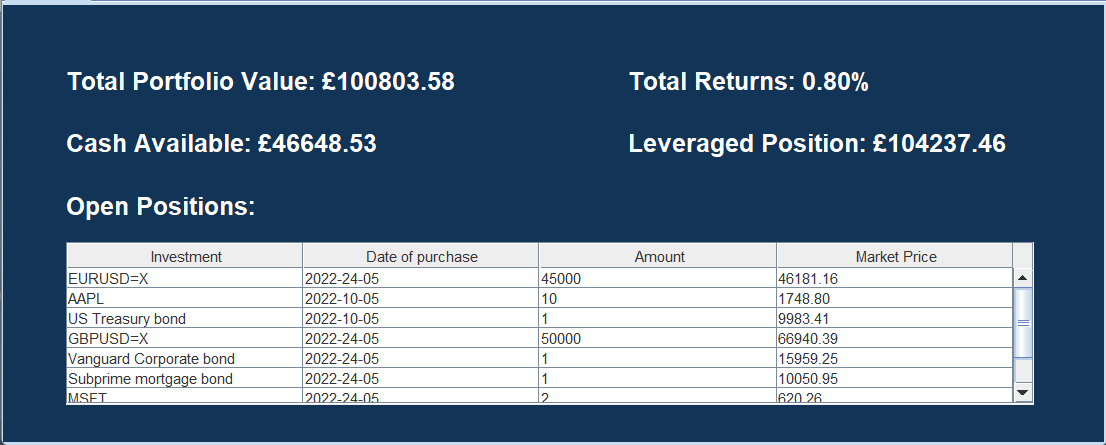 Total Portfolio Value: £100803.58 Total Returns: 0.80%
Cash Available: £46648.53 Leveraged Position: £104237.46
Open Positions:
Investment Date of purchase Amount Market Price
EURUSD=X 2022-24-05 45000 46181.16
AAPL 2022-10-05 10 1748.80
US Treasury bond 2022-10-05 1 9983.41
GBPUSD=X 2022-24-05 50000 66940.39
Vanguard Corporate bond 2022-24-05 1 15959.25
Subprime mortgage bond 2022-24-05 1 10050.95
MSFT 2022-24-05 2 620.26